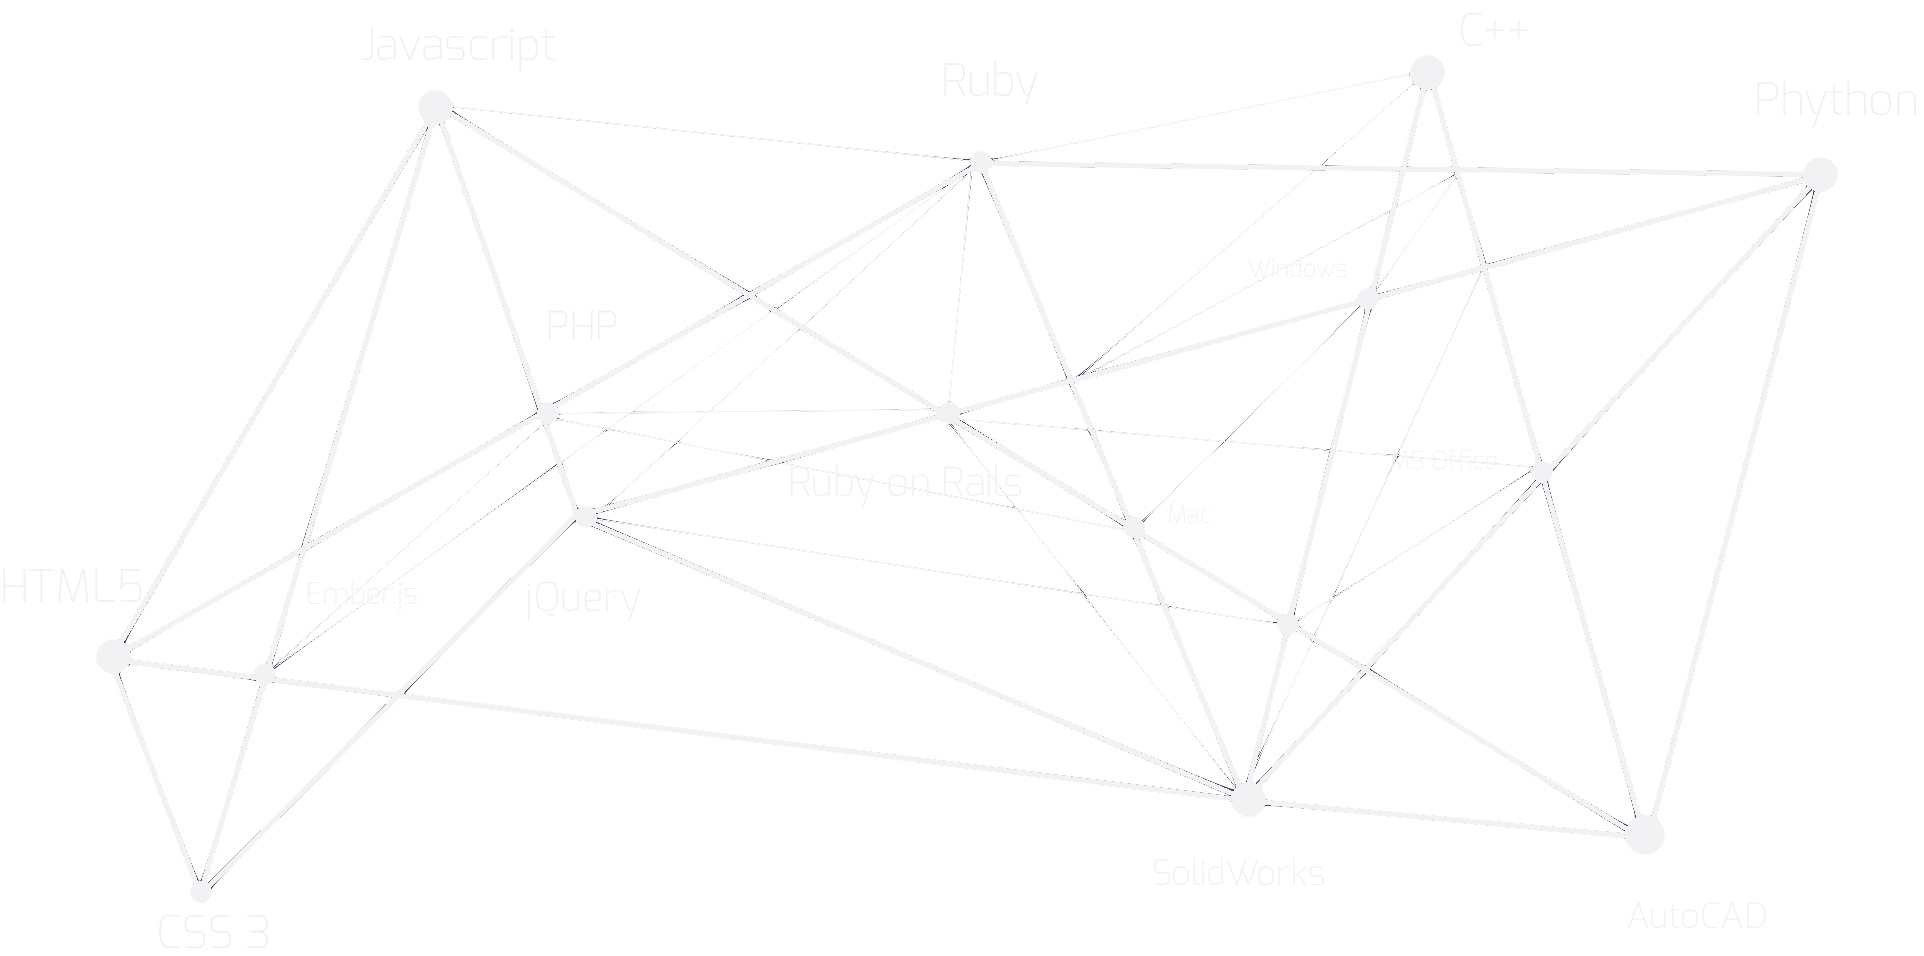 C++
Javascript
Ruby
Phython
Windows
PHP
MS Office
Ruby on Rails
Mac
HTML5
Ember.js
jQuery
SolidWorks
AutoCAD
CSS 3